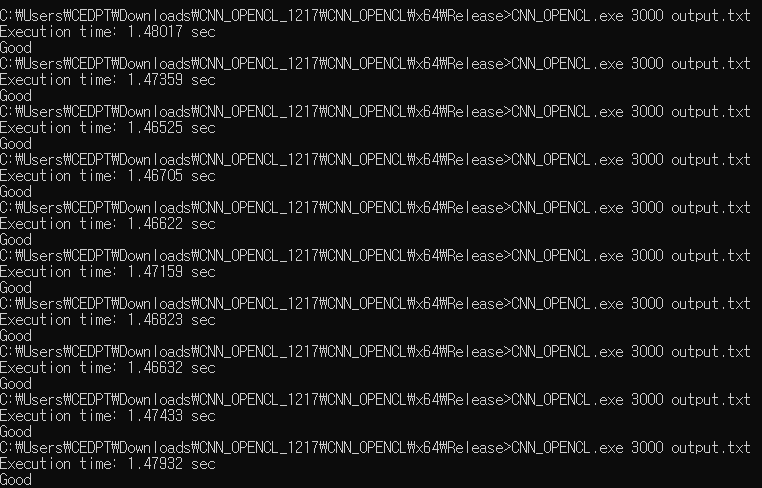 C:₩Users₩CEDPT₩Downloads₩CNN_OPENCL_1217₩CNN_OPENCL₩x64₩Release>CNN_OPENCL.exe 3000 output.txt
Execution time: 1.48017 sec
Good
C:₩Users₩CEDPT₩Downloads₩CNN_OPENCL_1217₩CNN_OPENCL₩x64₩Release>CNN_OPENCL.exe 3000 output.txt
Execution time: 1.47359 sec
Good
C:₩Users₩CEDPT₩Downloads₩CNN_OPENCL_1217₩CNN_OPENCL₩x64₩Release>CNN_OPENCL.exe 3000 output.txt
Execution time: 1.46525 sec
Good
C:₩Users₩CEDPT₩Downloads₩CNN_OPENCL_1217₩CNN_OPENCL₩x64₩Release>CNN_OPENCL.exe 3000 output.txt
Execution time: 1.46705 sec
Good
C:₩Users₩CEDPT₩Downloads₩CNN_OPENCL_1217₩CNN_OPENCL₩x64₩Release>CNN_OPENCL.exe 3000 output.txt
Execution time: 1.46622 sec
Good
C:₩Users₩CEDPT₩Downloads₩CNN_OPENCL_1217₩CNN_OPENCL₩x64₩Release>CNN_OPENCL.exe 3000 output.txt
Execution time: 1.47159 sec
Good
C:₩Users₩CEDPT₩Downloads₩CNN_OPENCL_1217₩CNN_OPENCL₩x64₩Release>CNN_OPENCL.exe 3000 output.txt
Execution time: 1.46823 sec
Good
C:₩Users₩CEDPT₩Downloads₩CNN_OPENCL_1217₩CNN_OPENCL₩x64₩Release>CNN_OPENCL.exe 3000 output.txt
Execution time: 1.46632 sec
Good
C:₩Users₩CEDPT₩Downloads₩CNN_OPENCL_1217₩CNN_OPENCL₩x64₩Release>CNN_OPENCL.exe 3000 output.txt
Execution time: 1.47433 sec
Good
C:₩Users₩CEDPT₩Downloads₩CNN_OPENCL_1217₩CNN_OPENCL₩x64₩Release>CNN_OPENCL.exe 3000 output.txt
Execution time: 1.47932 sec
Good